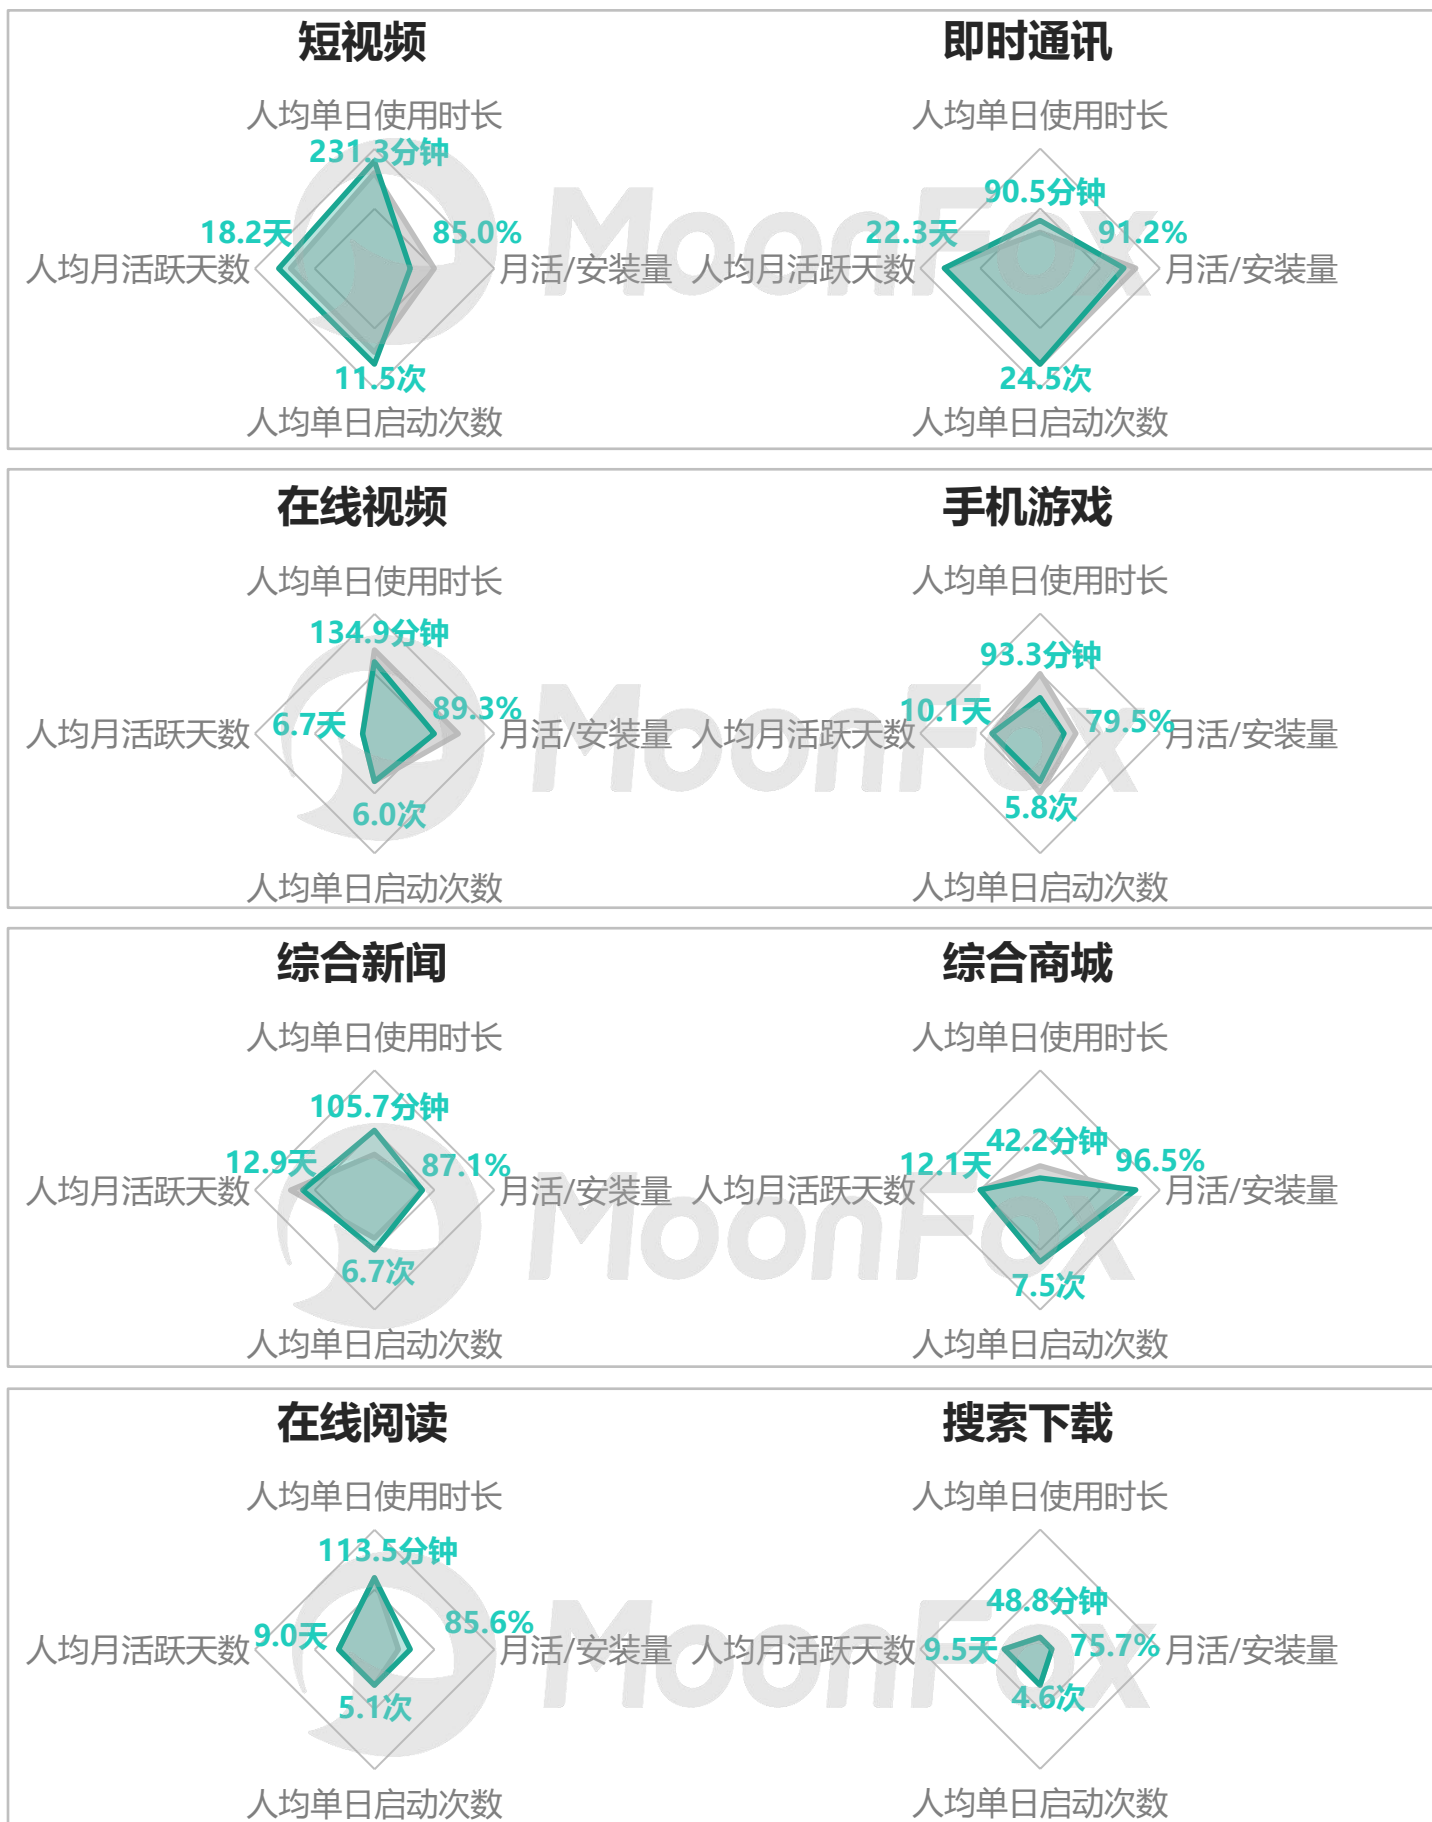 短视频
人均单日使用时长
231.3分钟
18.2天
85.0%
人均月活跃天数
月活/安装量
11.5次
人均单日启动次数
即时通讯
人均单日使用时长
90.5分钟
22.3天
91.2%
人均月活跃天数
月活/安装量
24.5次
人均单日启动次数
MoonFox
在线视频
人均单日使用时长
134.9分钟
6.7天
89.3%
人均月活跃天数
月活/安装量
6.0次
人均单日启动次数
手机游戏
人均单日使用时长
93.3分钟
10.1天
79.5%
人均月活跃天数
月活/安装量
5.8次
人均单日启动次数
MoonFox
综合新闻
人均单日使用时长
105.7分钟
12.9天
87.1%
人均月活跃天数
月活/安装量
6.7次
人均单日启动次数
综合商城
人均单日使用时长
42.2分钟
12.1天
96.5%
人均月活跃天数
月活/安装量
7.5次
人均单日启动次数
MoonFox
在线阅读
人均单日使用时长
113.5分钟
9.0天
85.6%
人均月活跃天数
月活/安装量
5.1次
人均单日启动次数
搜索下载
人均单日使用时长
48.8分钟
9.5天
75.7%
人均月活跃天数
月活/安装量
4.6次
人均单日启动次数
MoonFox